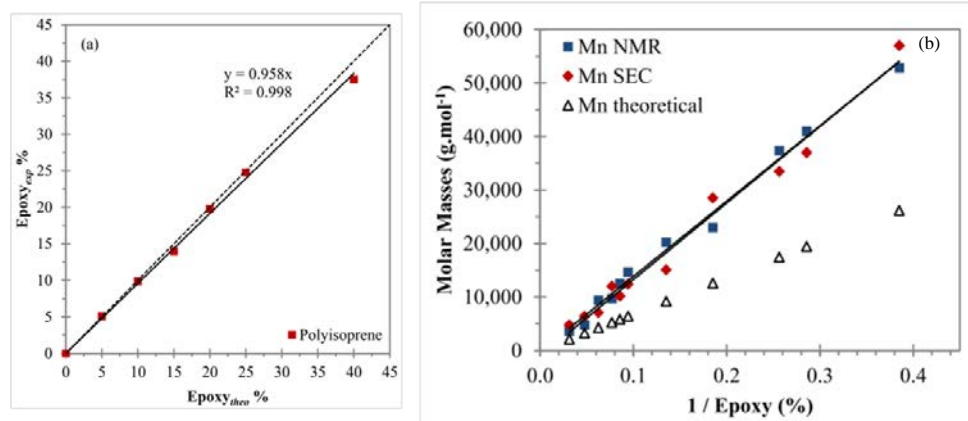 45
40
35
30
25
20
15
10
5
0
(a)
y = 0.958x
R² = 0.998
Epoxy_exp %
Polyisoprene
0 5 10 15 20 25 30 35 40 45
Epoxy_theo %
60,000
50,000
40,000
30,000
20,000
10,000
0
Mn NMR (b)
Mn SEC
Mn theoretical
Molar Masses (g.mol⁻¹)
0.0 0.1 0.2 0.3 0.4
1 / Epoxy (%)